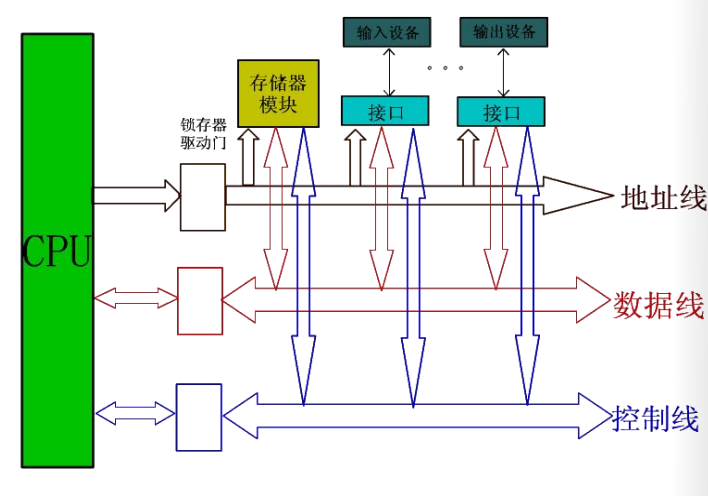 输入设备
输出设备
存储器
模块
接口
接口
锁存器
驱动门
地址线
CPU
数据线
控制线